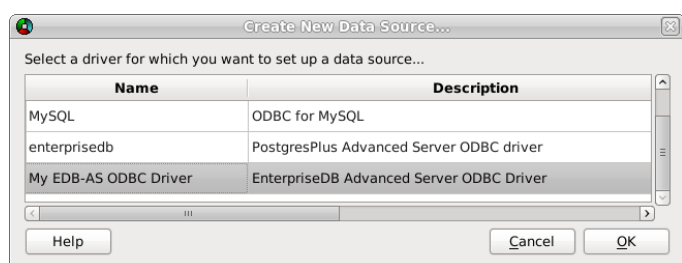 Create New Data Source...
Select a driver for which you want to set up a data source...
Name Description
MySQL ODBC for MySQL
enterprisedb PostgresPlus Advanced Server ODBC driver
My EDB-AS ODBC Driver EnterpriseDB Advanced Server ODBC Driver
Help Cancel OK